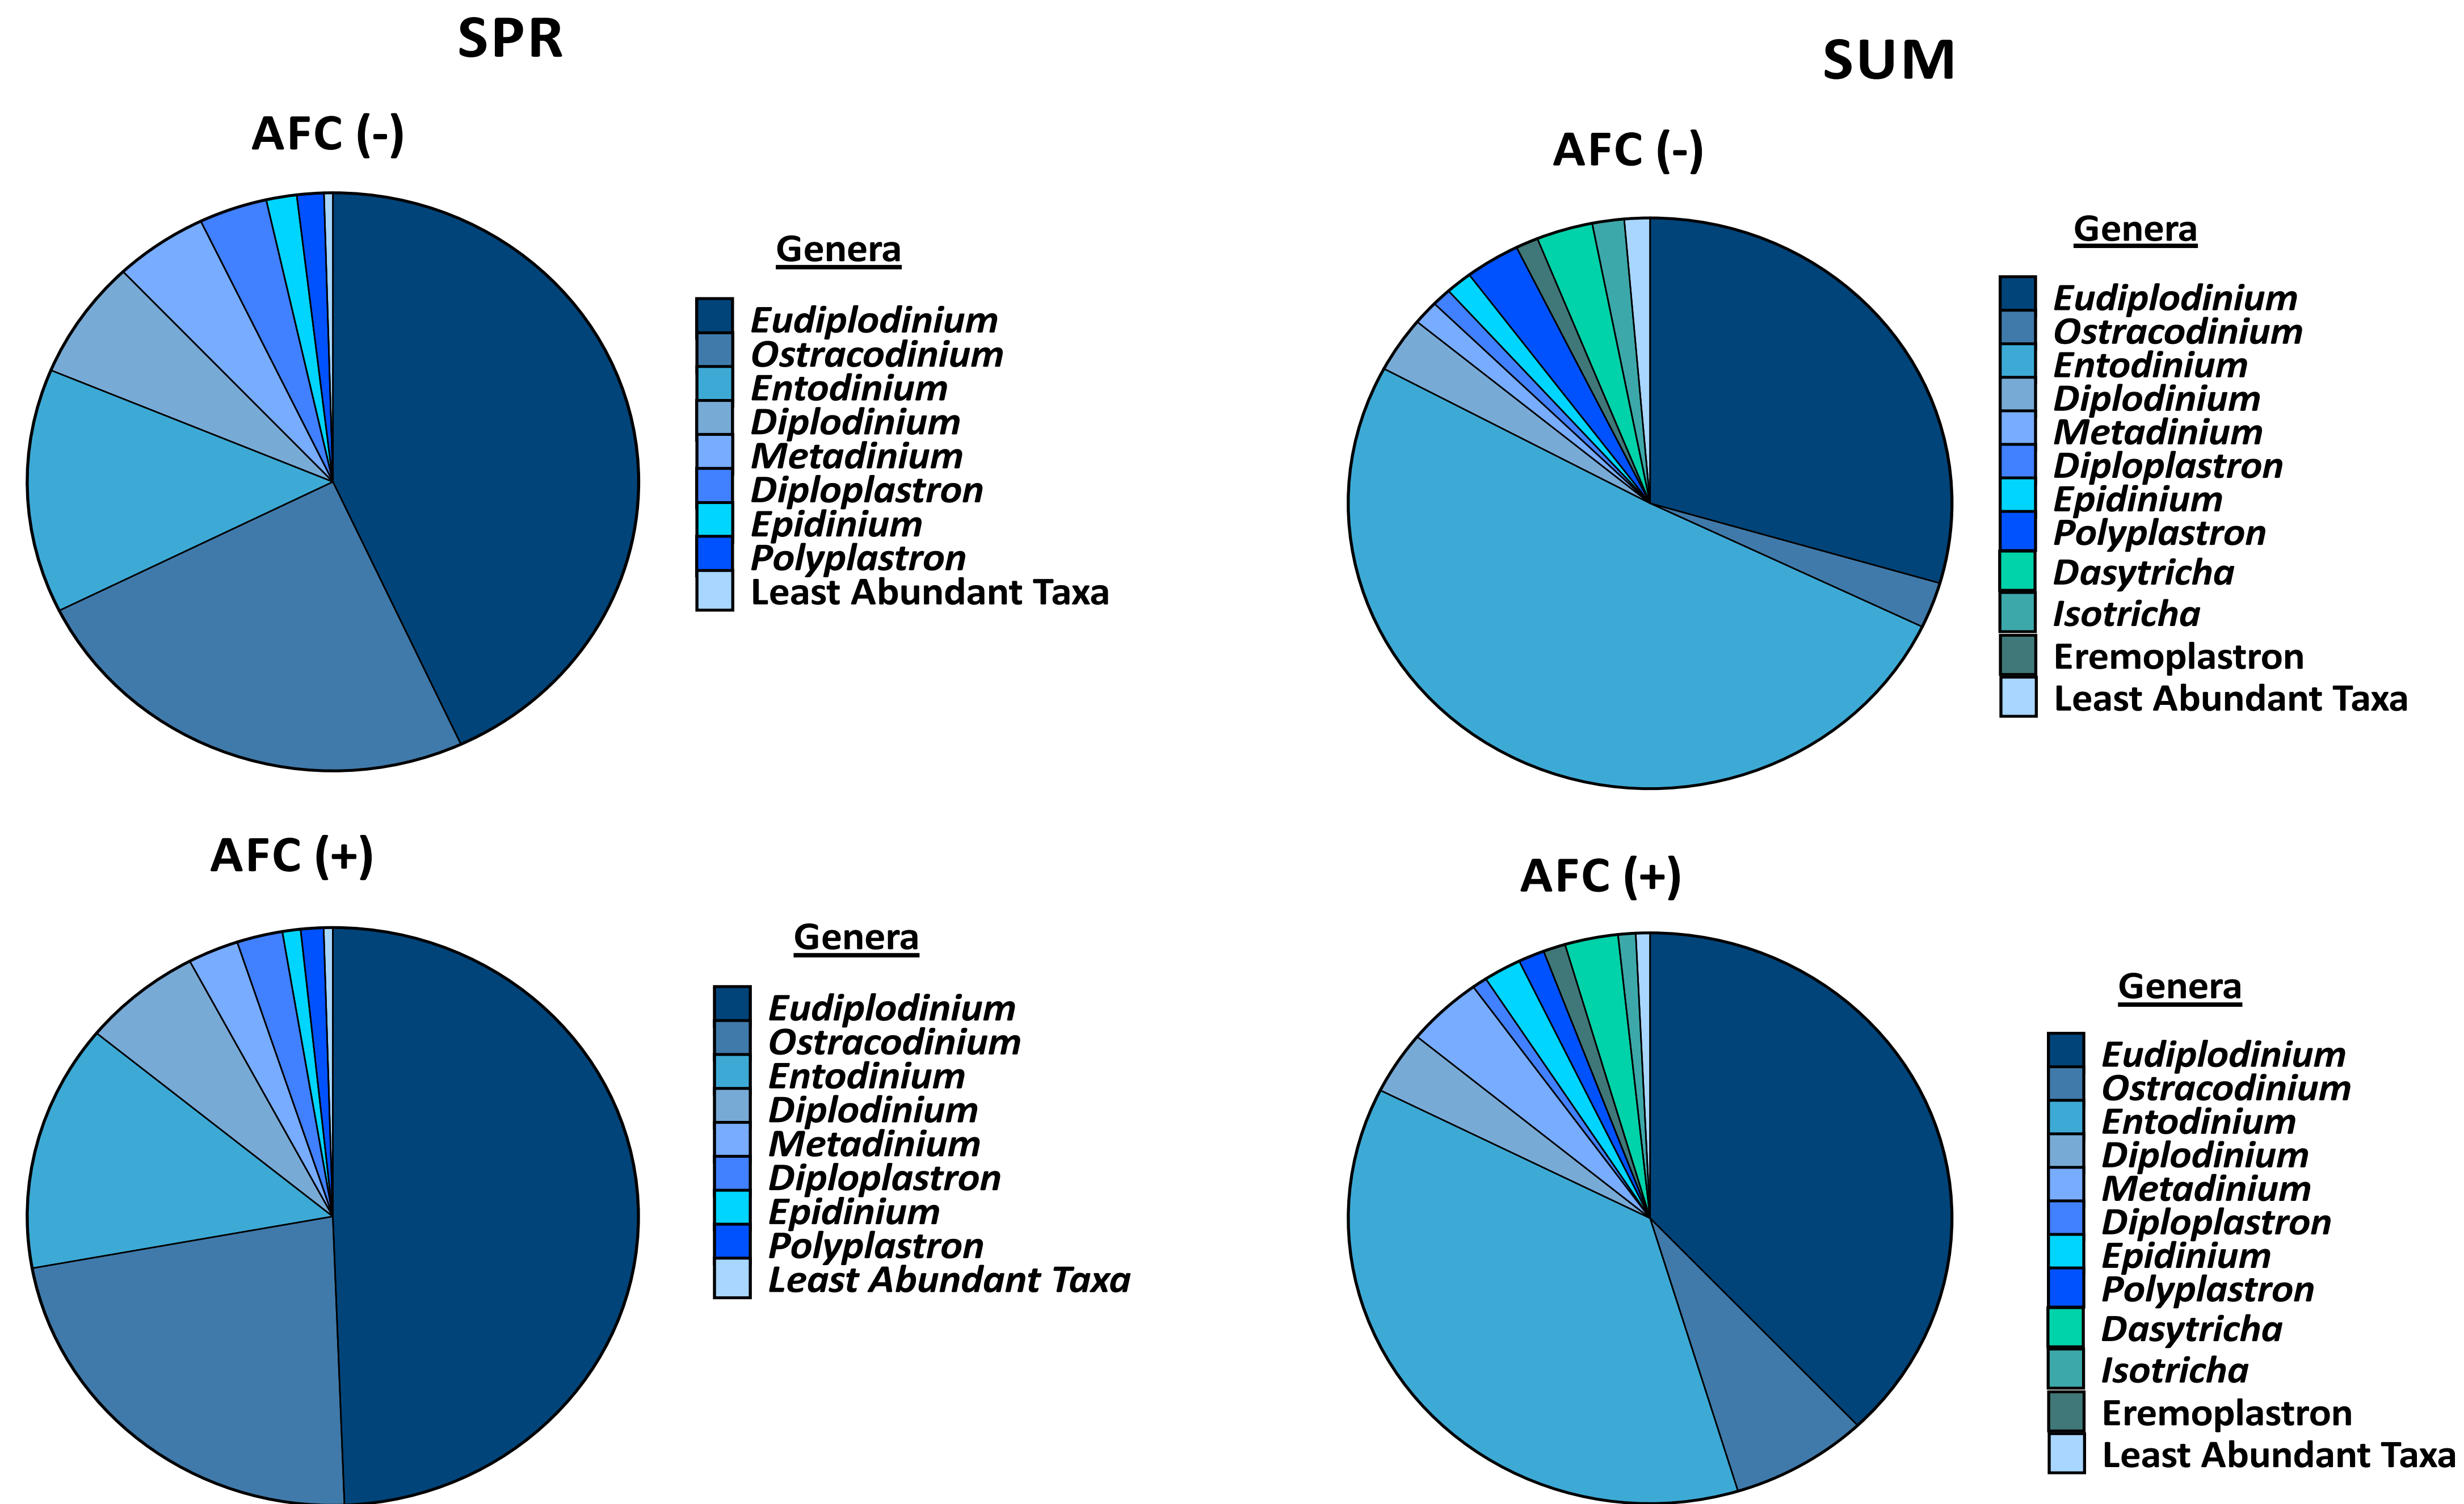 SPR
AFC (-)
Genera
Eudiplodinium
Ostracodinium
Entodinium
Diplodinium
Metadinium
Diploplastron
Epidinium
Polyplastron
Least Abundant Taxa
AFC (+)
Genera
Eudiplodinium
Ostracodinium
Entodinium
Diplodinium
Metadinium
Diploplastron
Epidinium
Polyplastron
Least Abundant Taxa
SUM
AFC (-)
Genera
Eudiplodinium
Ostracodinium
Entodinium
Diplodinium
Metadinium
Diploplastron
Epidinium
Polyplastron
Dasytricha
Isotricha
Eremoplastron
Least Abundant Taxa
AFC (+)
Genera
Eudiplodinium
Ostracodinium
Entodinium
Diplodinium
Metadinium
Diploplastron
Epidinium
Polyplastron
Dasytricha
Isotricha
Eremoplastron
Least Abundant Taxa